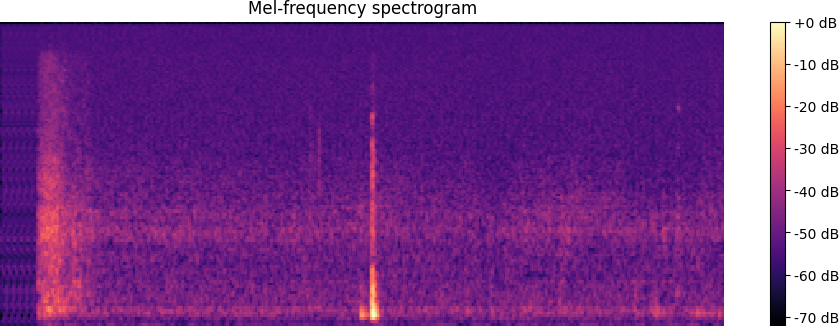 Mel-frequency spectrogram
+0 dB
-10 dB
-20 dB
-30 dB
-40 dB
-50 dB
-60 dB
-70 dB